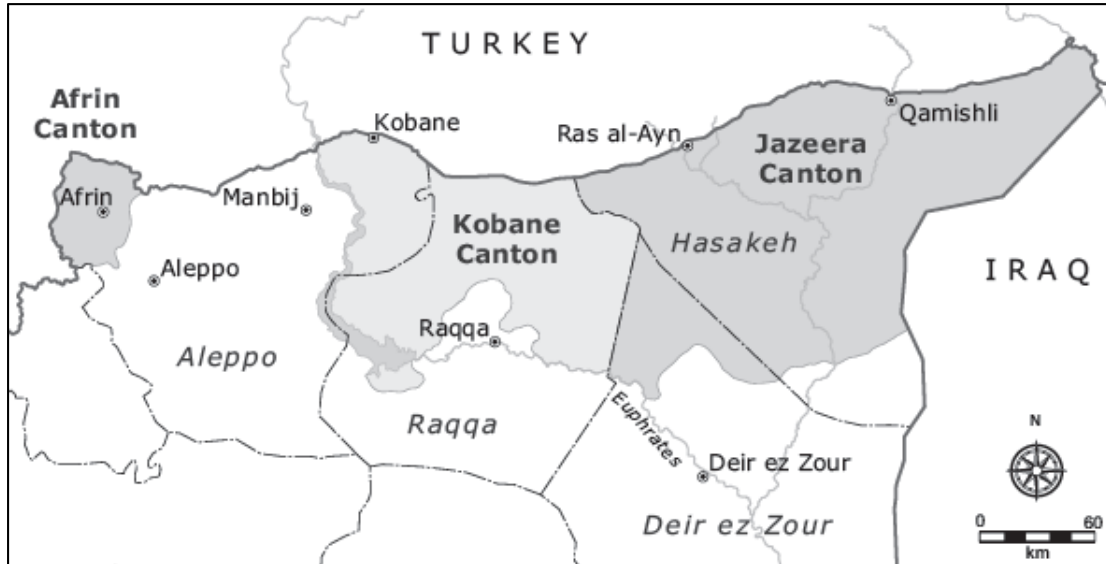 TURKEY
Afrin
Canton
Kobane
Qamishli
Ras al-Ayn
Jazeera
Canton
Afrin
Manbij
Kobane
Canton
Hasakeh
Aleppo
IRAQ
Raqqa
Aleppo
Raqqa
Euphrates
Deir ez Zour
Deir ez Zour
N
0 60
km